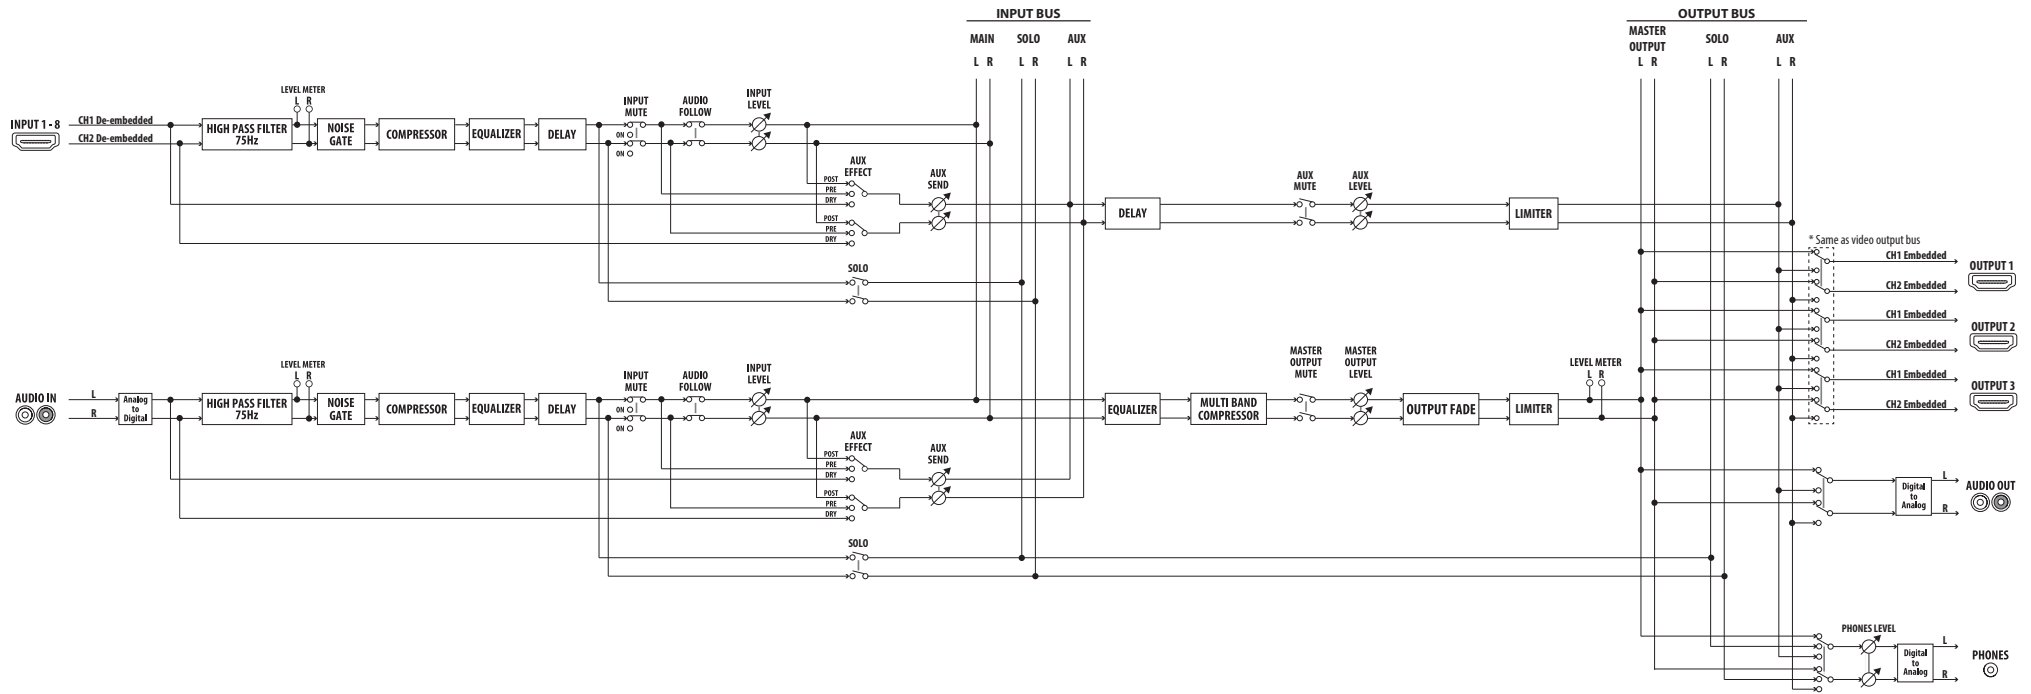 INPUT BUS
MAIN SOLO AUX
L R L R L R
OUTPUT BUS
MASTER
OUTPUT
SOLO AUX
L R L R L R
INPUT 1 - 8
CH1 De-embedded
CH2 De-embedded
HIGH PASS FILTER
75Hz
LEVEL METER
L R
NOISE
GATE
COMPRESSOR
EQUALIZER
DELAY
INPUT
MUTE
ON
ON
AUDIO
FOLLOW
INPUT
LEVEL
AUX
EFFECT
POST
PRE
DRY
POST
PRE
DRY
AUX
SEND
SOLO
DELAY
AUX
MUTE
AUX
LEVEL
LIMITER
* Same as video output bus
CH1 Embedded
CH2 Embedded
OUTPUT 1
CH1 Embedded
CH2 Embedded
OUTPUT 2
CH1 Embedded
CH2 Embedded
OUTPUT 3
AUDIO IN
L
R
Analog
to
Digital
HIGH PASS FILTER
75Hz
LEVEL METER
L R
NOISE
GATE
COMPRESSOR
EQUALIZER
DELAY
INPUT
MUTE
ON
ON
AUDIO
FOLLOW
INPUT
LEVEL
AUX
EFFECT
POST
PRE
DRY
POST
PRE
DRY
AUX
SEND
SOLO
EQUALIZER
MULTI BAND
COMPRESSOR
MASTER
OUTPUT
MUTE
MASTER
OUTPUT
LEVEL
OUTPUT FADE
LIMITER
LEVEL METER
L R
Digital
to
Analog
L
R
AUDIO OUT
PHONES LEVEL
Digital
to
Analog
L
R
PHONES